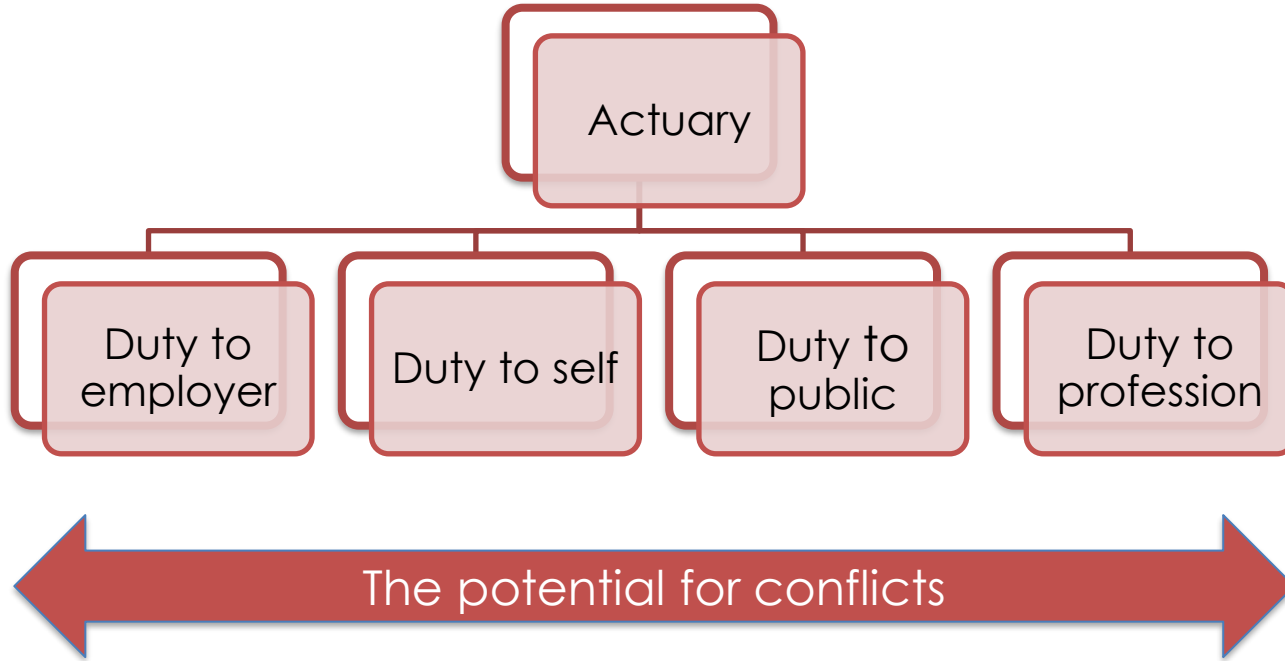 Actuary
Duty to
employer
Duty to self
Duty to
public
Duty to
profession
The potential for conflicts